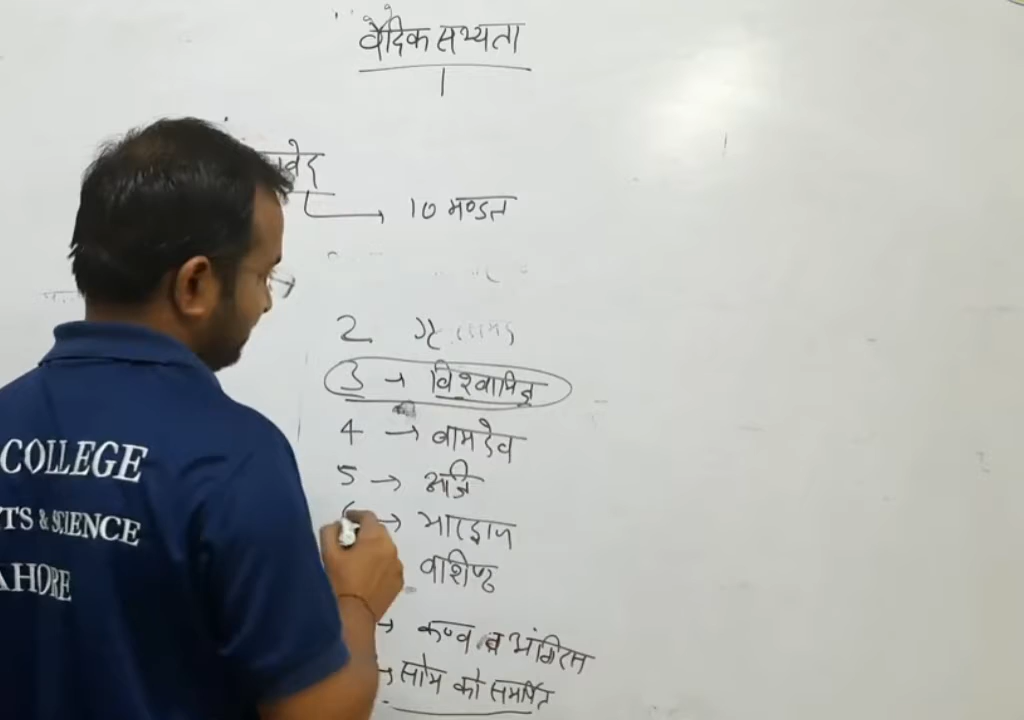 वैदिक सभ्यता
वेद
→ 10 मण्डल
2 गृ
3 → विश्वामित्र
4 → वामदेव
5 → अत्रि
6 → भारद्वाज
वाशिष्ठ
→ कण्व व अंगिरस
→ सोम को समर्पित
COLLEGE
TS & SCIENCE
AHORE